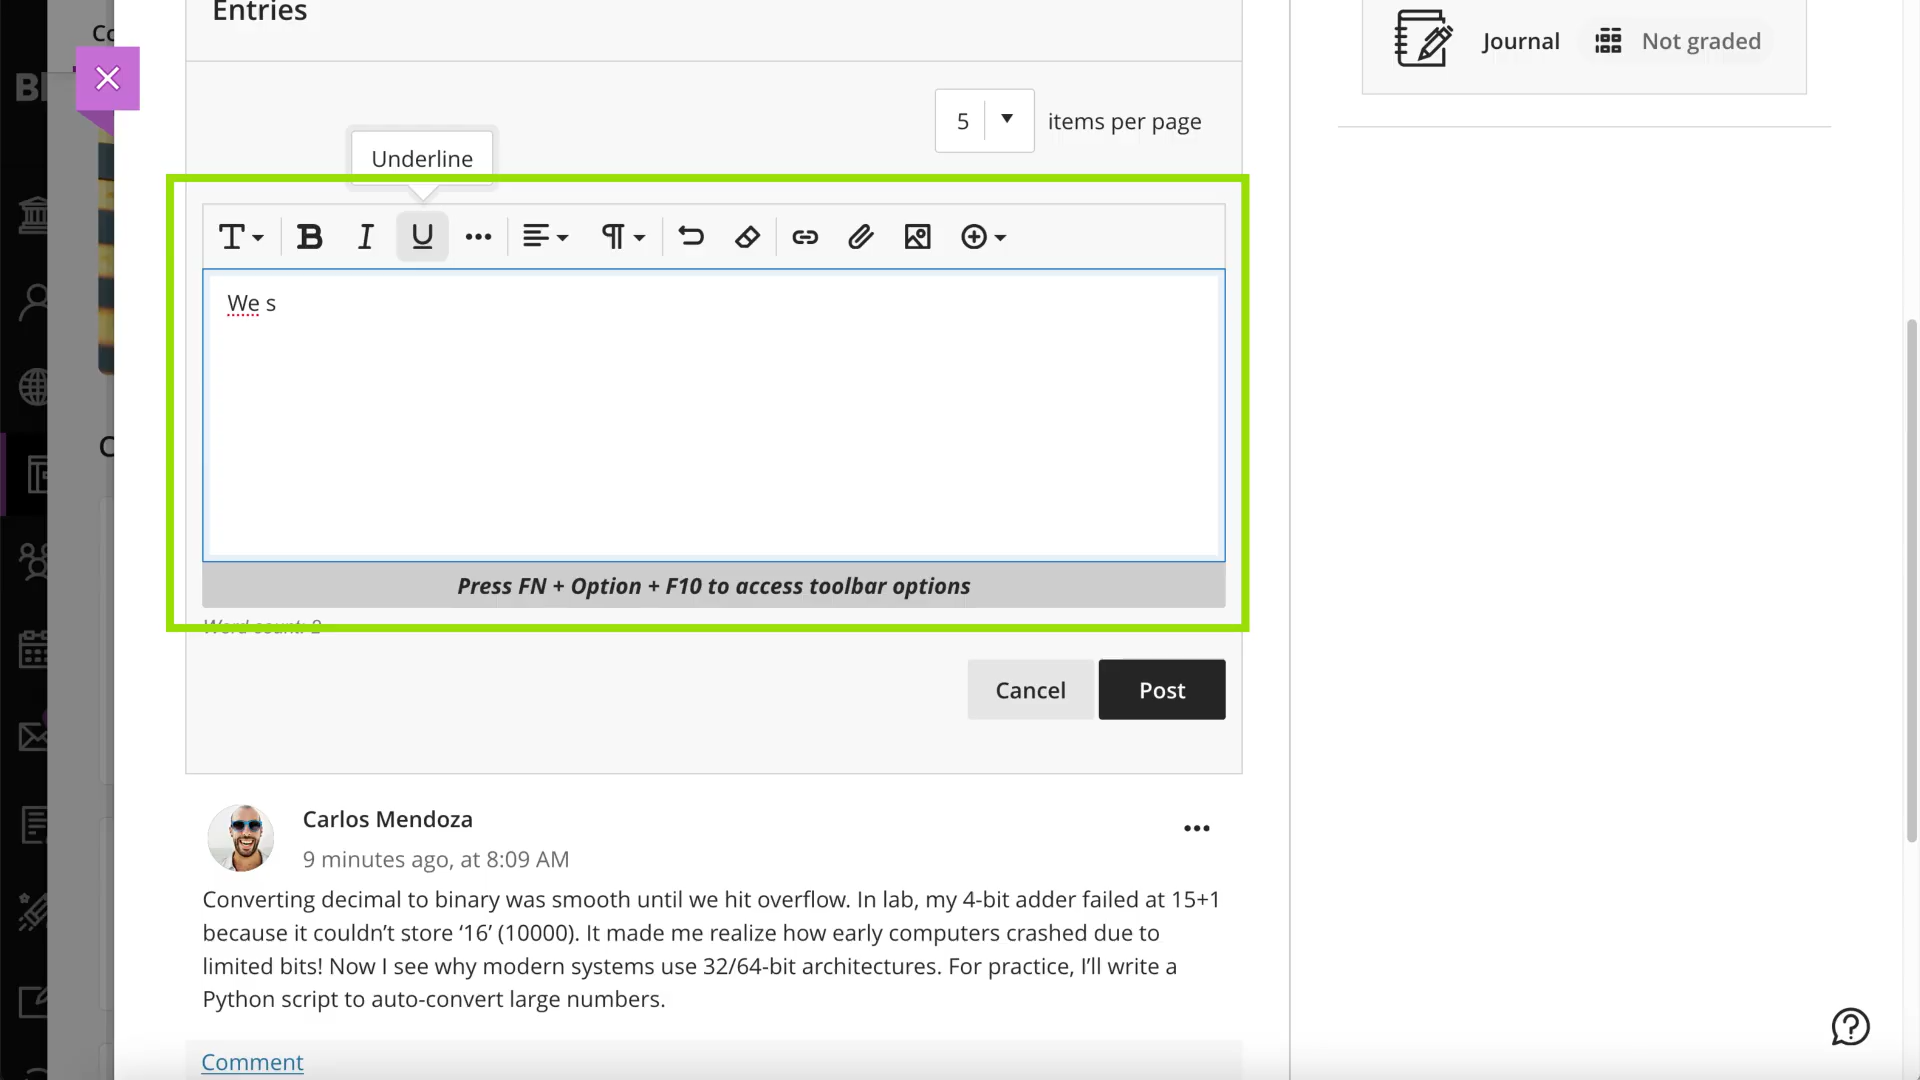 Entries
Journal
Not graded
5
items per page
Underline
We s
Press FN + Option + F10 to access toolbar options
Word count: 2
Cancel
Post
Carlos Mendoza
9 minutes ago, at 8:09 AM
Converting decimal to binary was smooth until we hit overflow. In lab, my 4-bit adder failed at 15+1
because it couldn’t store ‘16’ (10000). It made me realize how early computers crashed due to
limited bits! Now I see why modern systems use 32/64-bit architectures. For practice, I’ll write a
Python script to auto-convert large numbers.
Comment